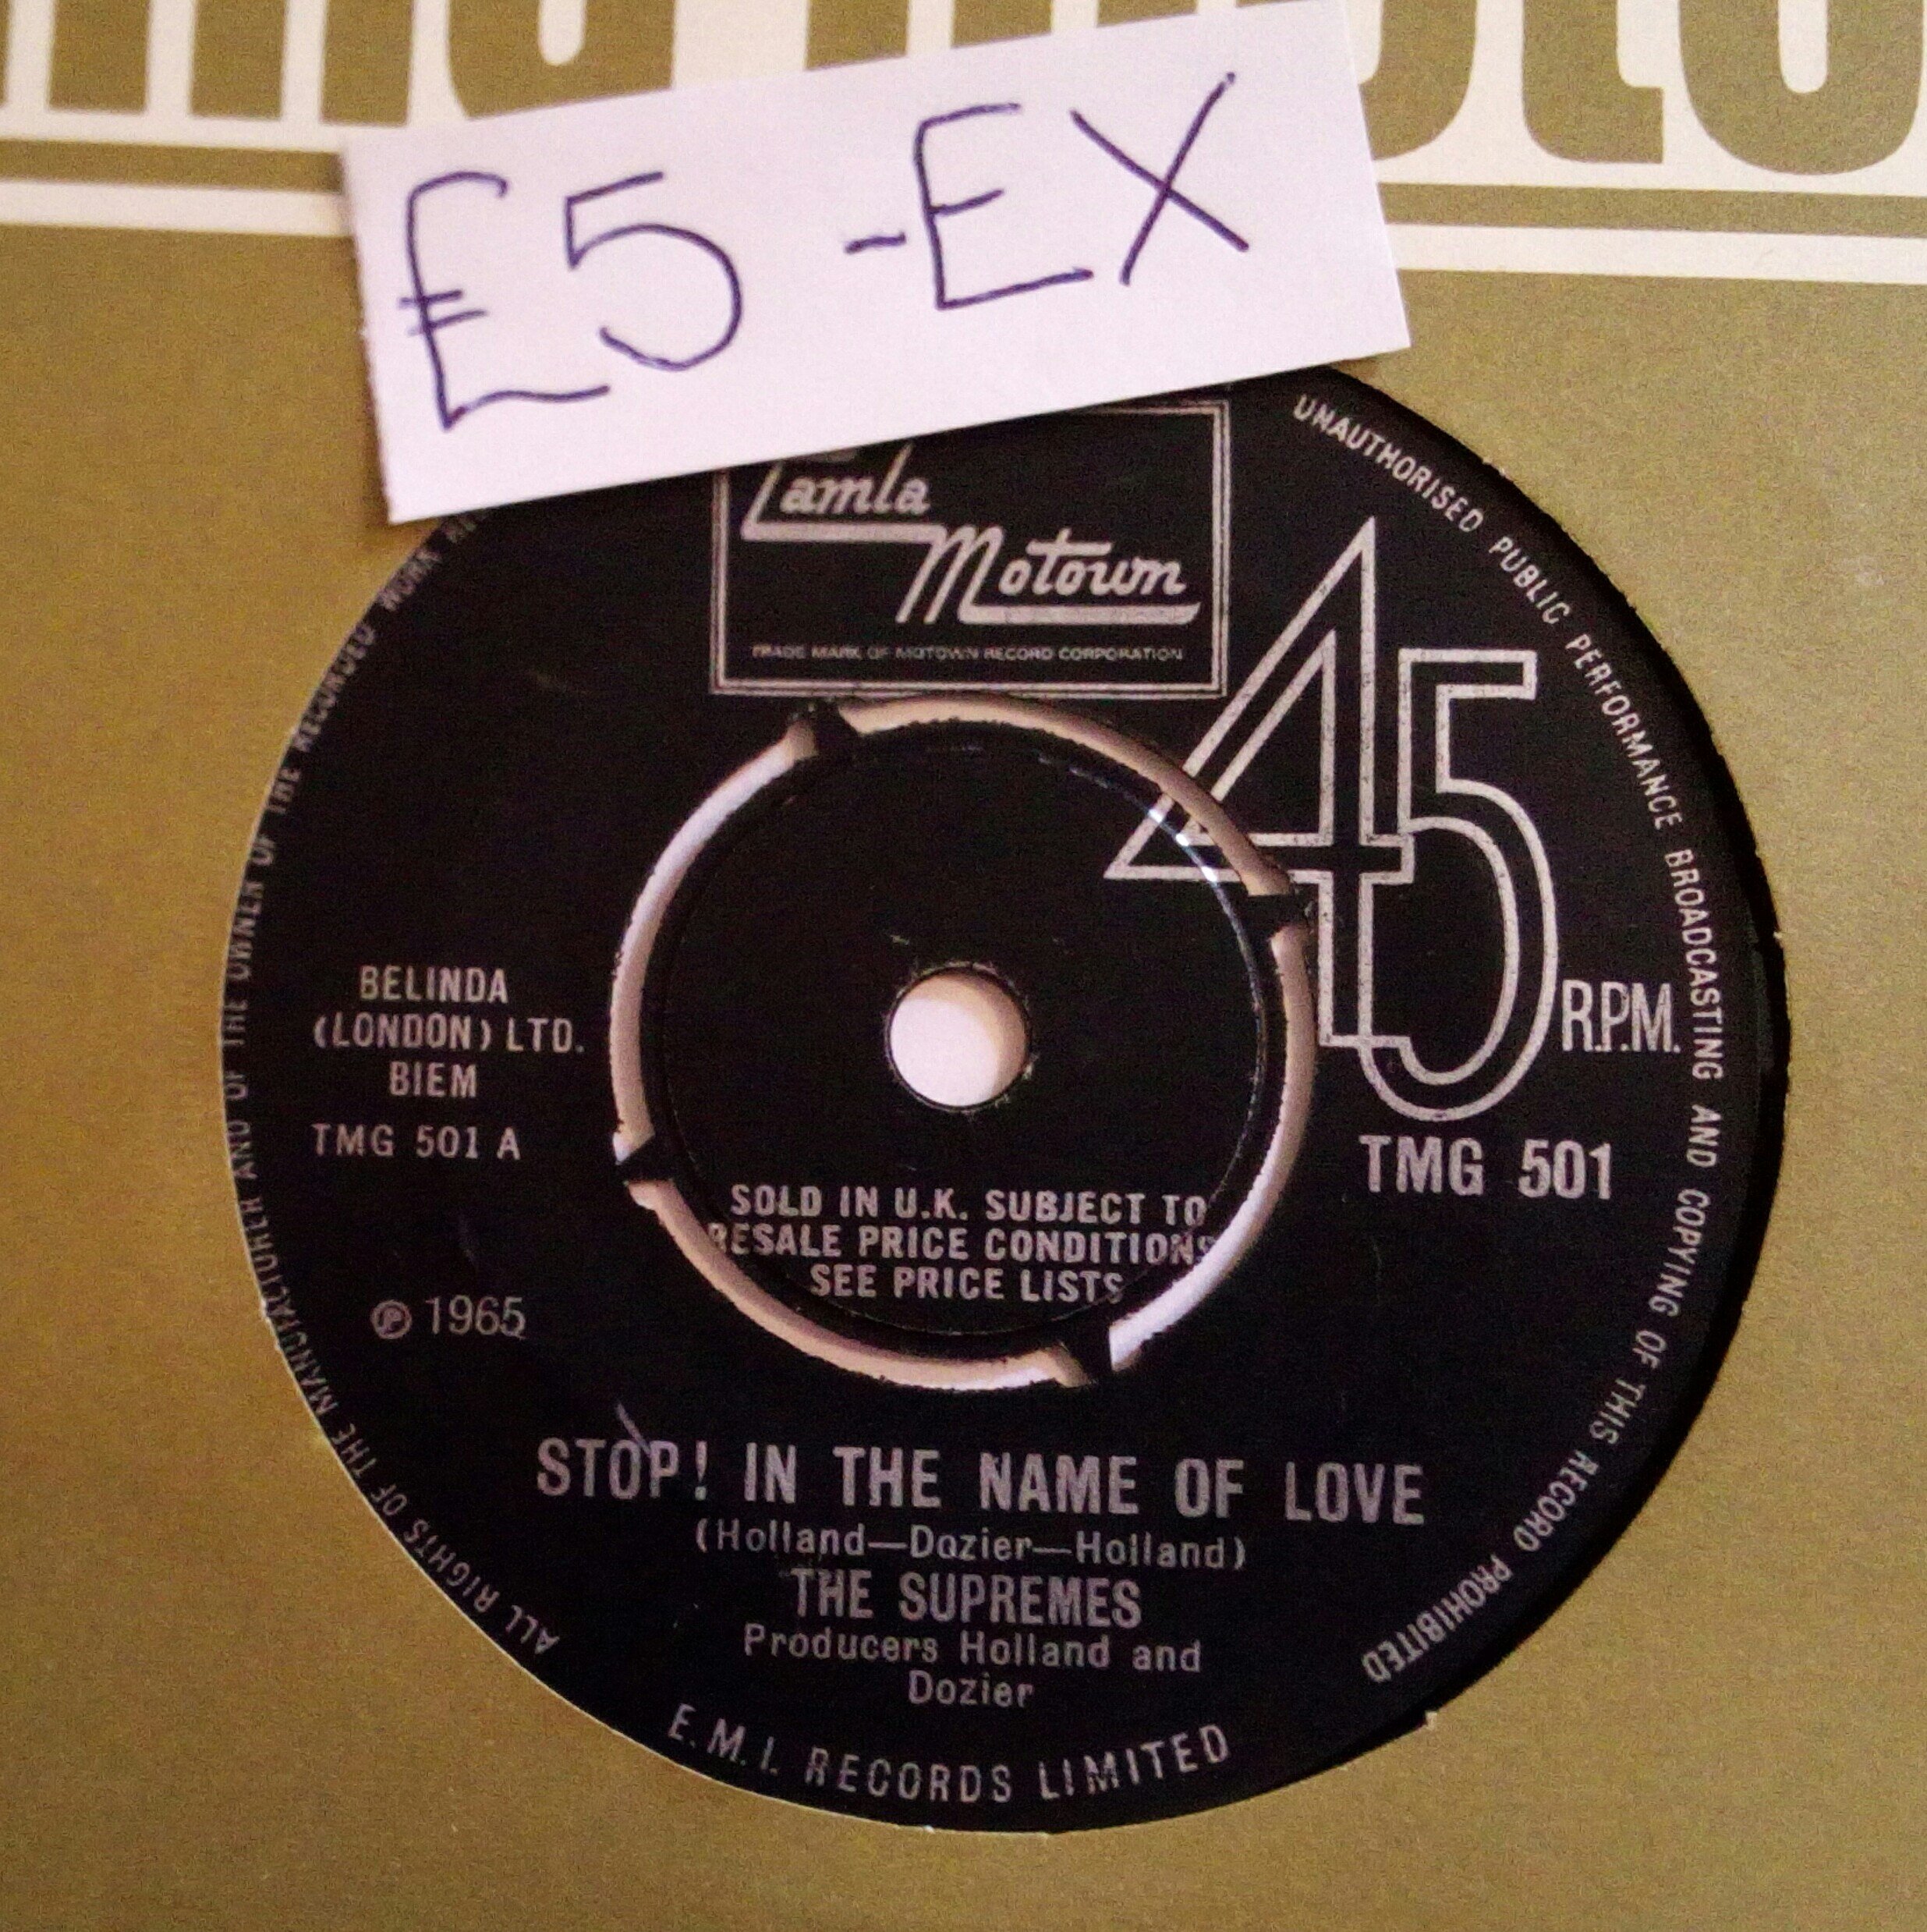 £5 -EX
Tamla
Motown
TRADE MARK OF MOTOWN RECORD CORPORATION
45
R.P.M.
BELINDA
(LONDON) LTD.
BIEM
TMG 501 A
TMG 501
SOLD IN U.K. SUBJECT TO
RESALE PRICE CONDITIONS
SEE PRICE LISTS
℗ 1965
STOP! IN THE NAME OF LOVE
(Holland—Dozier—Holland)
THE SUPREMES
Producers Holland and
Dozier
E.M.I. RECORDS LIMITED
ALL RIGHTS OF THE MANUFACTURER AND OF THE OWNER OF THE RECORDED WORK
UNAUTHORISED PUBLIC PERFORMANCE BROADCASTING AND COPYING OF THIS RECORD PROHIBITED